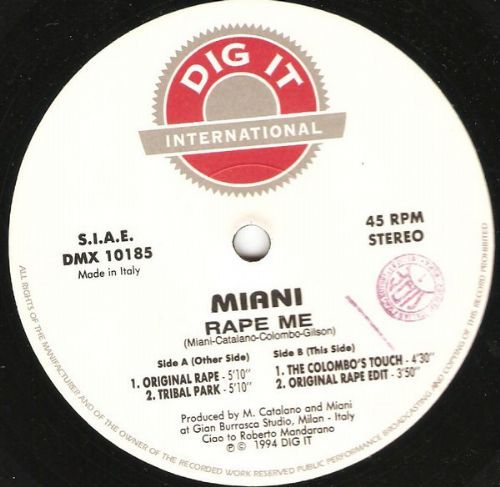 DIG IT
INTERNATIONAL
S.I.A.E.
DMX 10185
Made in Italy
45 RPM
STEREO
MIANI
RAPE ME
(Miani-Catalano-Colombo-Gilson)
Side A (Other Side)
1. ORIGINAL RAPE - 5'10"
2. TRIBAL PARK - 5'10"
Side B (This Side)
1. THE COLOMBO'S TOUCH - 4'30"
2. ORIGINAL RAPE EDIT - 3'50"
Produced by M. Catalano and Miani
at Gian Burrasca Studio, Milan - Italy
Ciao to Roberto Mandarano
℗ © 1994 DIG IT
ALL RIGHTS OF THE MANUFACTURER AND OF THE OWNER OF THE RECORDED WORK RESERVED PUBLIC PERFORMANCE BROADCASTING AND COPYING OF THIS RECORD PROHIBITED